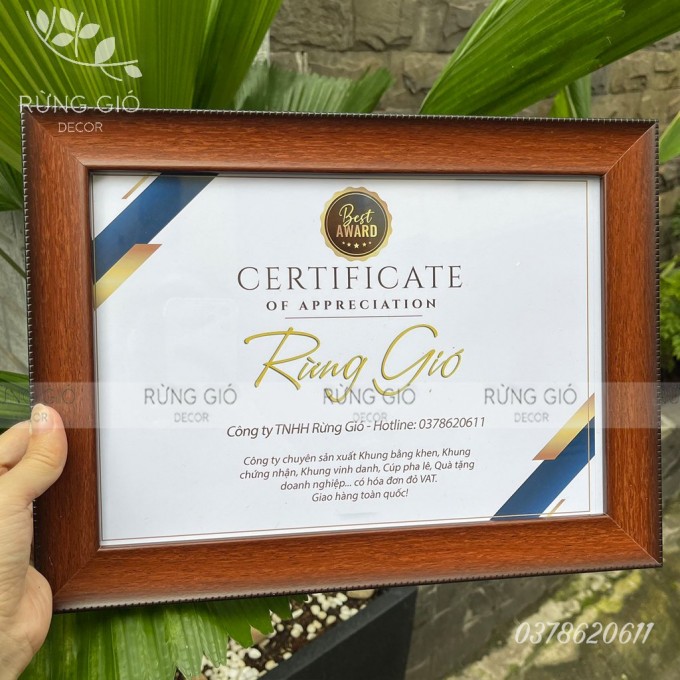 RỪNG GIÓ
DECOR
Best
AWARD
CERTIFICATE
OF APPRECIATION
Rừng Gió
RỪNG GIÓ
DECOR
RỪNG GIÓ
DECOR
RỪNG GIÓ
DECOR
Công ty TNHH Rừng Gió - Hotline: 0378620611
Công ty chuyên sản xuất Khung bằng khen, Khung
chứng nhận, Khung vinh danh, Cúp pha lê, Quà tặng
doanh nghiệp... có hóa đơn đỏ VAT.
Giao hàng toàn quốc!
0378620611